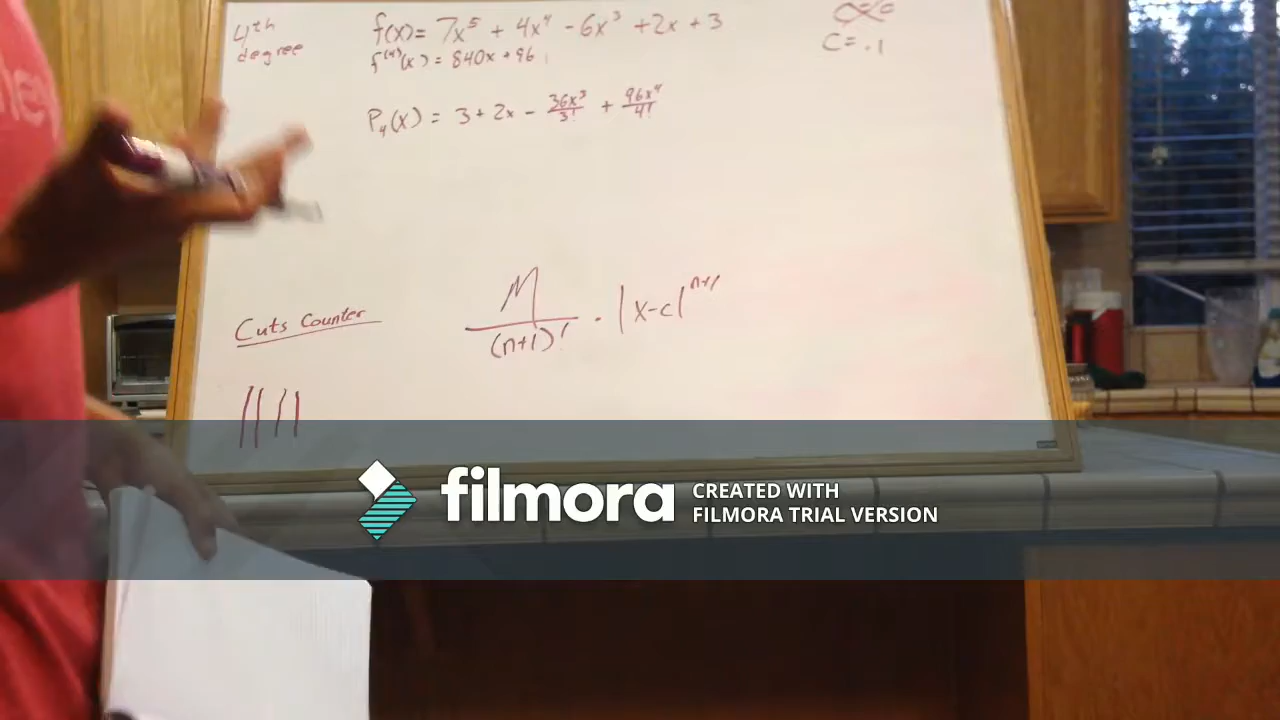 4th degree
f(x) = 7x⁵ + 4x⁴ - 6x³ + 2x + 3
f⁽⁴⁾(x) = 840x + 96
P₄(x) = 3 + 2x - 36x³/3! + 96x⁴/4!
c = .1
M/(n+1)! · |x-c|ⁿ⁺¹
Cuts Counter
||||
filmora
CREATED WITH
FILMORA TRIAL VERSION